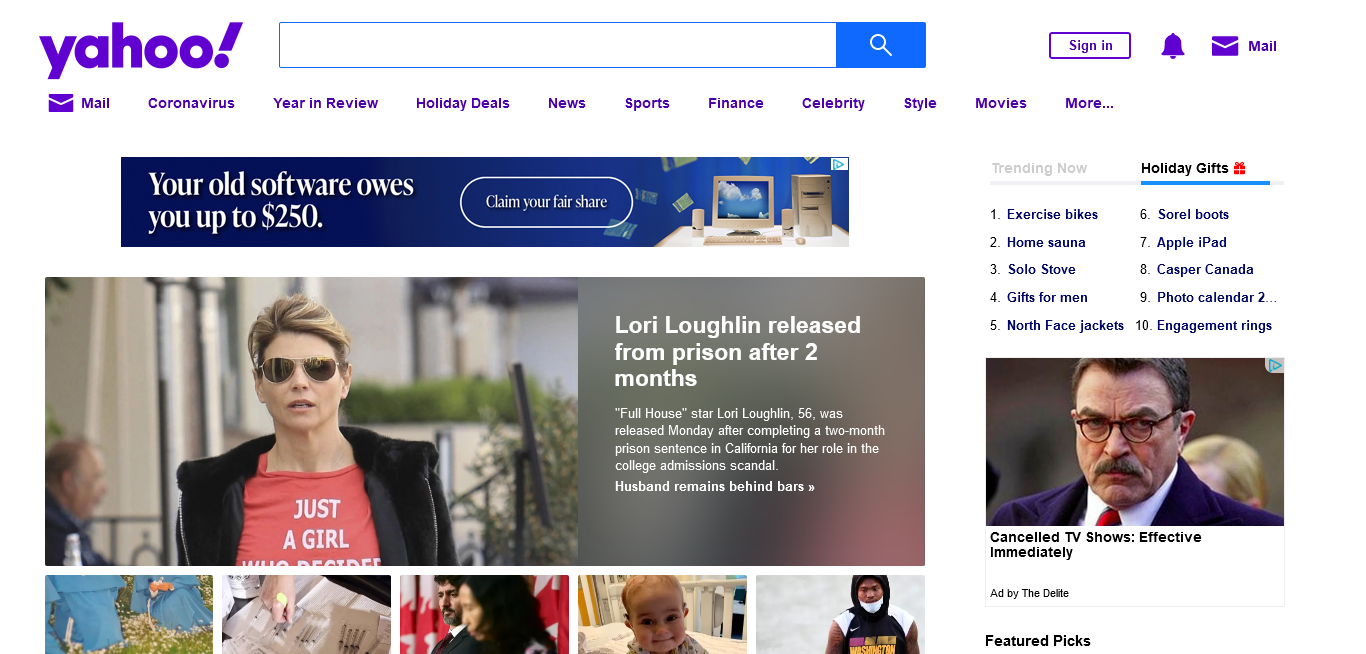 yahoo!
Sign in
Mail
Mail
Coronavirus
Year in Review
Holiday Deals
News
Sports
Finance
Celebrity
Style
Movies
More...
Your old software owes
you up to $250.
Claim your fair share
Trending Now
Holiday Gifts
1. Exercise bikes
2. Home sauna
3. Solo Stove
4. Gifts for men
5. North Face jackets
6. Sorel boots
7. Apple iPad
8. Casper Canada
9. Photo calendar 2...
10. Engagement rings
JUST
A GIRL
WHO DECIDED
Lori Loughlin released
from prison after 2
months
"Full House" star Lori Loughlin, 56, was
released Monday after completing a two-month
prison sentence in California for her role in the
college admissions scandal.
Husband remains behind bars »
Cancelled TV Shows: Effective
Immediately
Ad by The Delite
WASHINGTON
Featured Picks